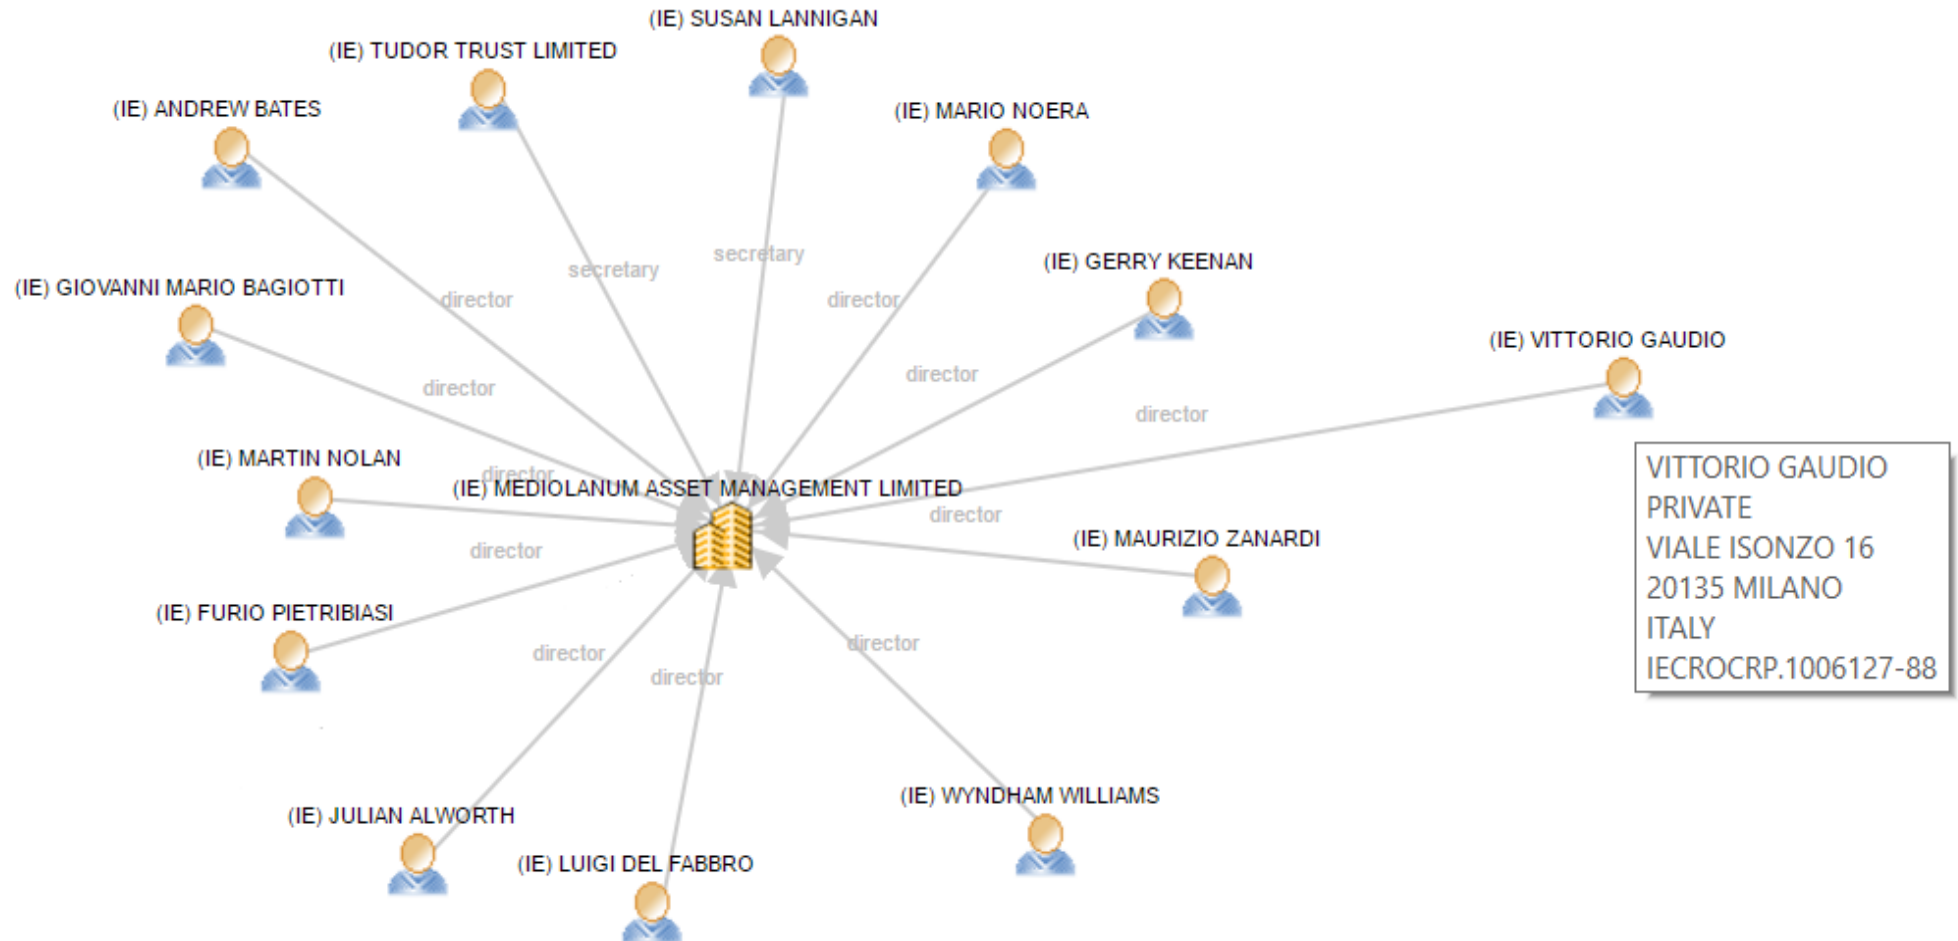 (IE) SUSAN LANNIGAN
(IE) TUDOR TRUST LIMITED
(IE) ANDREW BATES
(IE) MARIO NOERA
secretary
secretary
(IE) GERRY KEENAN
(IE) GIOVANNI MARIO BAGIOTTI
director
director
(IE) VITTORIO GAUDIO
director
director
director
(IE) MARTIN NOLAN
director
(IE) MEDIOLANUM ASSET MANAGEMENT LIMITED
director
(IE) MAURIZIO ZANARDI
director
VITTORIO GAUDIO
PRIVATE
VIALE ISONZO 16
20135 MILANO
ITALY
IECROCRP.1006127-88
(IE) FURIO PIETRIBIASI
director
director
director
(IE) WYNDHAM WILLIAMS
(IE) JULIAN ALWORTH
(IE) LUIGI DEL FABBRO